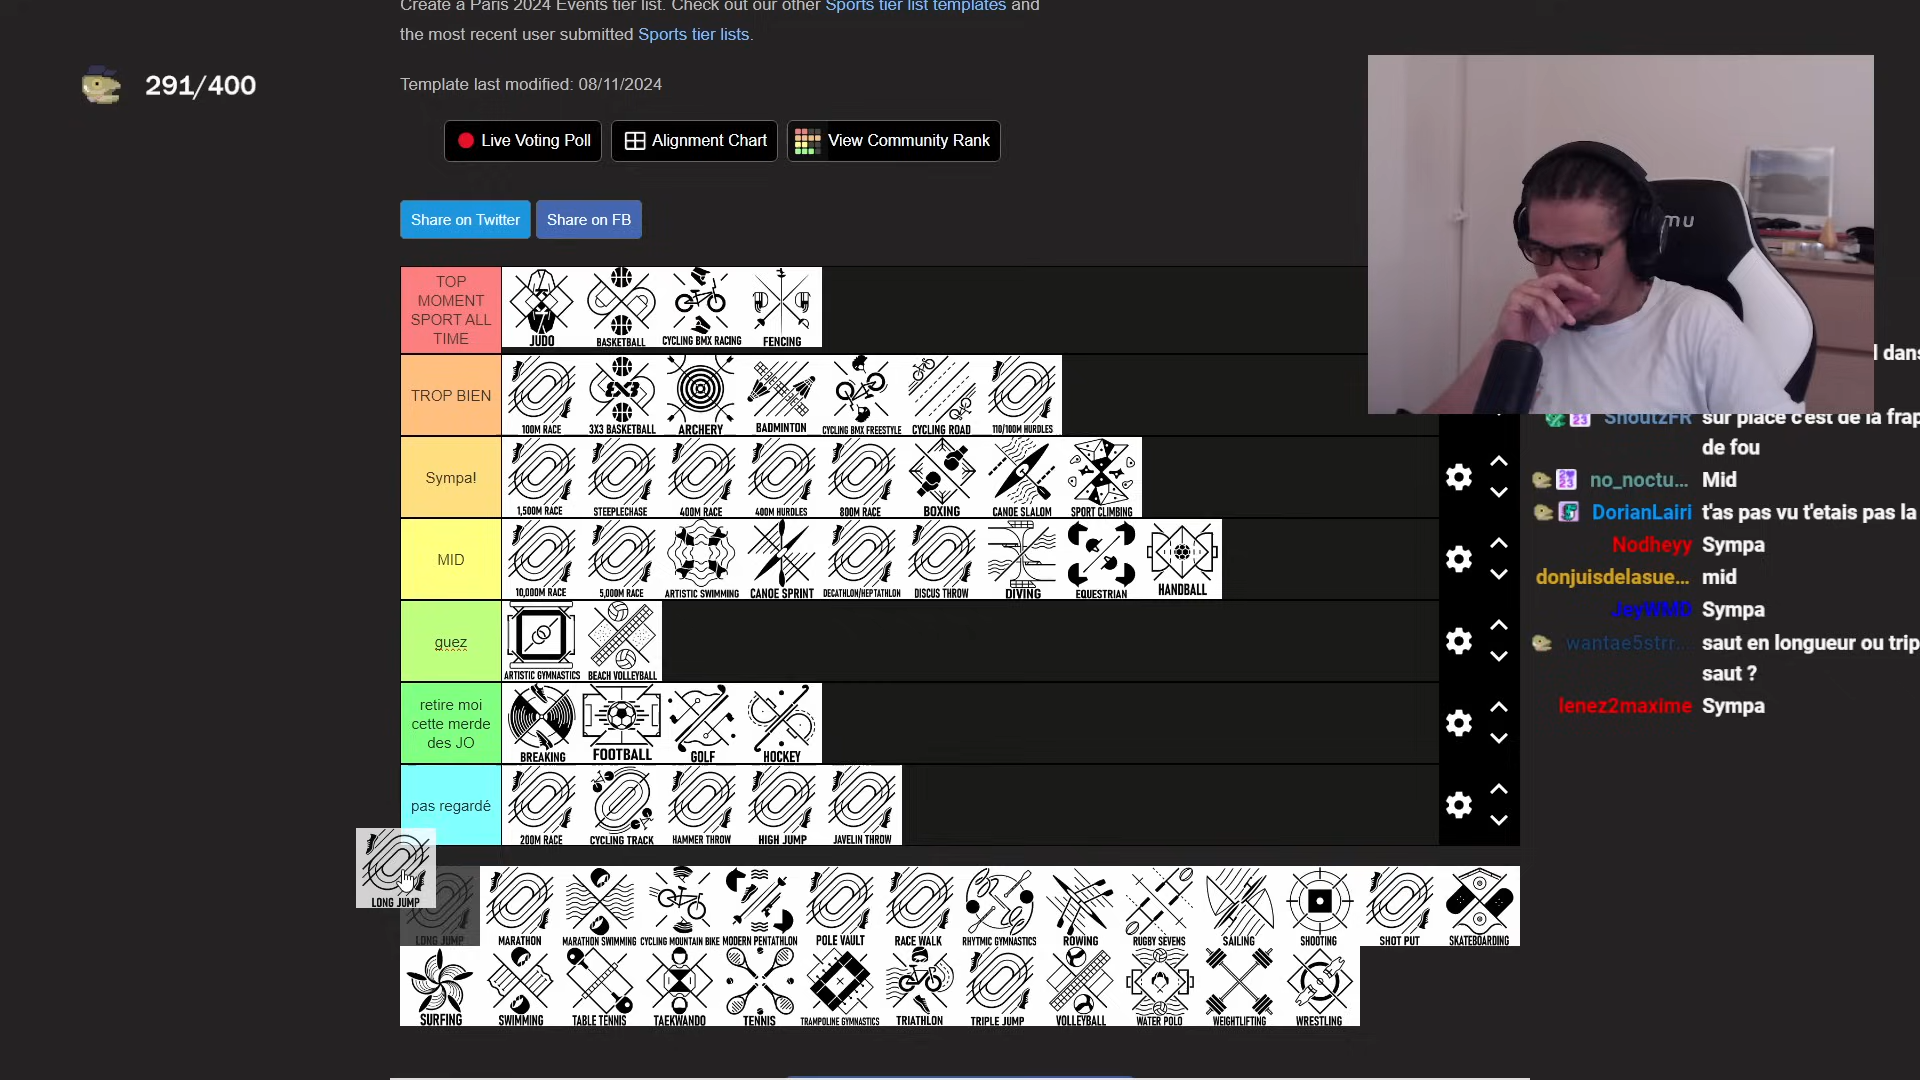 Create a Paris 2024 Events tier list. Check out our other Sports tier list templates and
the most recent user submitted Sports tier lists.
291/400
Template last modified: 08/11/2024
Live Voting Poll
Alignment Chart
View Community Rank
Share on Twitter
Share on FB
TOP
MOMENT
SPORT ALL
TIME
JUDO
BASKETBALL
CYCLING BMX RACING
FENCING
TROP BIEN
100M RACE
3X3
3X3 BASKETBALL
ARCHERY
BADMINTON
CYCLING BMX FREESTYLE
CYCLING ROAD
110/100M HURDLES
Sympa!
1,500M RACE
STEEPLECHASE
400M RACE
400M HURDLES
800M RACE
BOXING
CANOE SLALOM
SPORT CLIMBING
MID
10,000M RACE
5,000M RACE
ARTISTIC SWIMMING
CANOE SPRINT
DECATHLON/HEPTATHLON
DISCUS THROW
DIVING
EQUESTRIAN
HANDBALL
guez
ARTISTIC GYMNASTICS
BEACH VOLLEYBALL
retire moi
cette merde
des JO
BREAKING
FOOTBALL
GOLF
HOCKEY
pas regardé
200M RACE
CYCLING TRACK
HAMMER THROW
HIGH JUMP
JAVELIN THROW
LONG JUMP
LONG JUMP
MARATHON
MARATHON SWIMMING
CYCLING MOUNTAIN BIKE
MODERN PENTATHLON
POLE VAULT
RACE WALK
RHYTMIC GYMNASTICS
ROWING
RUGBY SEVENS
SAILING
SHOOTING
SHOT PUT
SKATEBOARDING
SURFING
SWIMMING
TABLE TENNIS
TAEKWANDO
TENNIS
TRAMPOLINE GYMNASTICS
TRIATHLON
TRIPLE JUMP
VOLLEYBALL
WATER POLO
WEIGHTLIFTING
WRESTLING
mu
dans
ShoutzFR sur place c'est de la frap
de fou
no_noctu... Mid
DorianLairi t'as pas vu t'etais pas la
Nodheyy Sympa
donjuisdelasue... mid
JeyWMD Sympa
wantae5strr... saut en longueur ou trip
saut ?
lenez2maxime Sympa